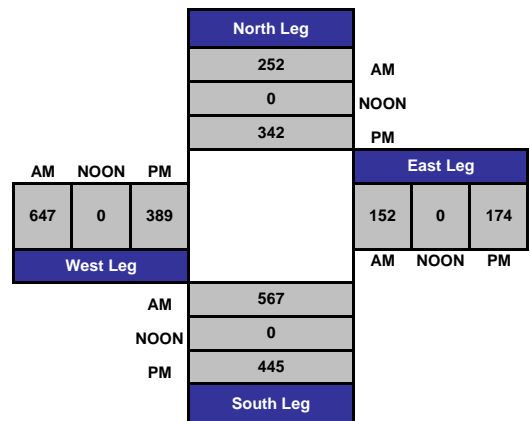 North Leg
252 AM
0 NOON
342 PM
AM NOON PM
East Leg
647 0 389
152 0 174
West Leg
AM NOON PM
AM 567
NOON 0
PM 445
South Leg